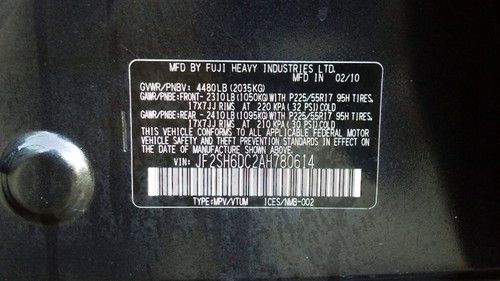 MFD BY FUJI HEAVY INDUSTRIES LTD.
MFD IN 02/10
GVWR/PNBV: 4480LB (2035KG)
GAWR/PNBE:FRONT- 2310LB (1050KG) WITH P225/55R17 95H TIRES,
17X7JJ RIMS AT 220 KPA (32 PSI) COLD
GAWR/PNBE:REAR - 2410LB (1095KG) WITH P225/55R17 95H TIRES,
17X7JJ RIMS AT 210 KPA (30 PSI) COLD
THIS VEHICLE CONFORMS TO ALL APPLICABLE FEDERAL MOTOR
VEHICLE SAFETY STANDARDS IN EFFECT ON THE DATE OF
MANUFACTURE SHOWN ABOVE.
VIN: JF2SH6DC2AH780614
TYPE:MPV/VTUM ICES/NMB-002